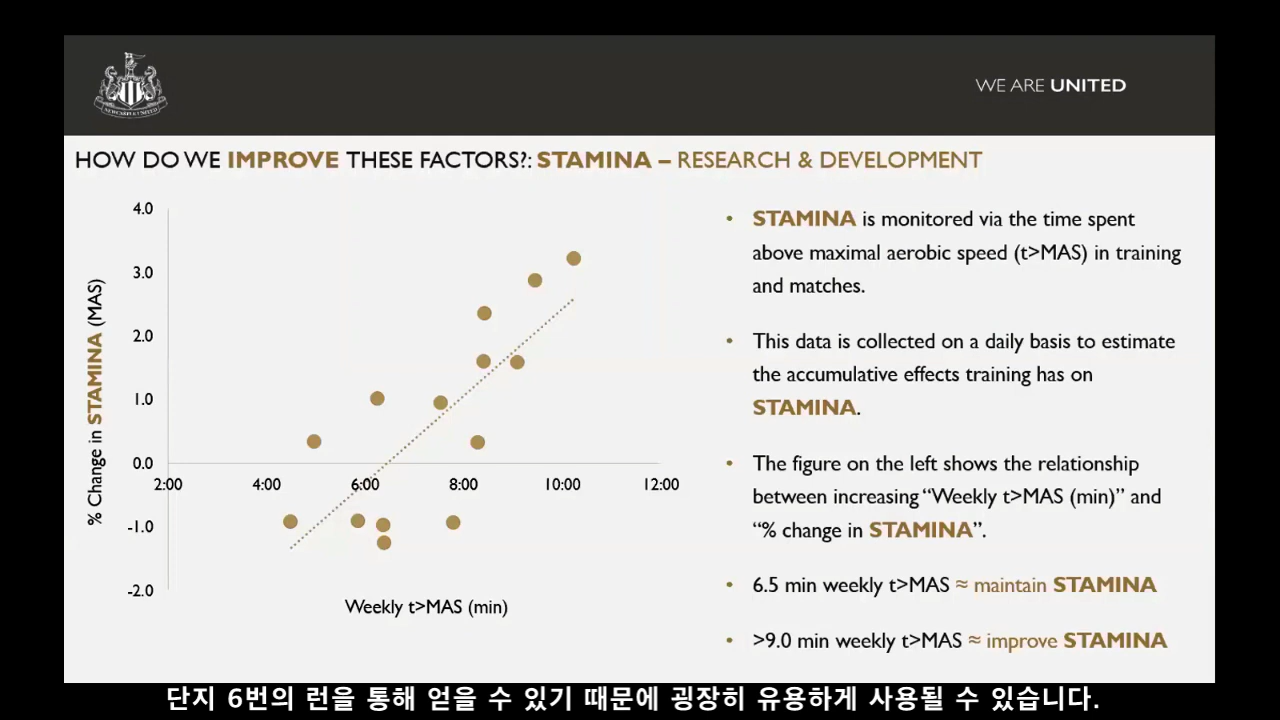 NEWCASTLE UNITED
WE ARE UNITED
HOW DO WE IMPROVE THESE FACTORS?: STAMINA – RESEARCH & DEVELOPMENT
4.0
3.0
2.0
1.0
0.0
-1.0
-2.0
% Change in STAMINA (MAS)
2:00 4:00 6:00 8:00 10:00 12:00
Weekly t>MAS (min)
• STAMINA is monitored via the time spent
above maximal aerobic speed (t>MAS) in training
and matches.
• This data is collected on a daily basis to estimate
the accumulative effects training has on
STAMINA.
• The figure on the left shows the relationship
between increasing “Weekly t>MAS (min)” and
“% change in STAMINA”.
• 6.5 min weekly t>MAS ≈ maintain STAMINA
• >9.0 min weekly t>MAS ≈ improve STAMINA
단지 6번의 런을 통해 얻을 수 있기 때문에 굉장히 유용하게 사용될 수 있습니다.